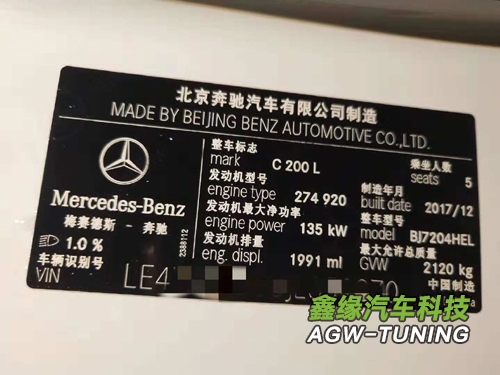 北京奔驰汽车有限公司制造
MADE BY BEIJING BENZ AUTOMOTIVE CO.,LTD.
整车标志
mark C 200 L
乘坐人数
seats 5
发动机型号
engine type 274 920
制造年月
built date 2017/12
发动机最大净功率
engine power 135 kW
整车型号
model BJ7204HEL
发动机排量
eng. displ. 1991 ml
最大允许总质量
GVW 2120 kg
Mercedes-Benz
梅赛德斯 - 奔驰
1.0 %
2388112
车辆识别号
VIN LE4
中国制造
鑫缘汽车科技
AGW-TUNING